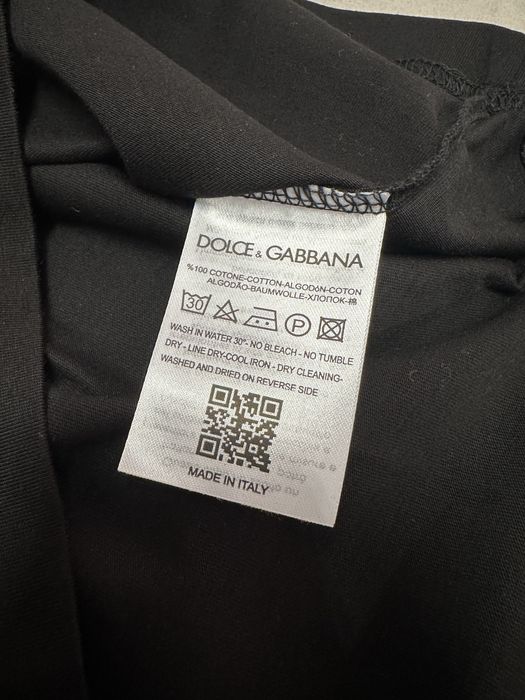 DOLCE & GABBANA
%100 COTONE-COTTON-ALGODóN-COTON
ALGODÃO-BAUMWOLLE-ХЛОПОК-棉
30 P
WASH IN WATER 30°- NO BLEACH - NO TUMBLE
DRY - LINE DRY-COOL IRON - DRY CLEANING-
WASHED AND DRIED ON REVERSE SIDE
MADE IN ITALY